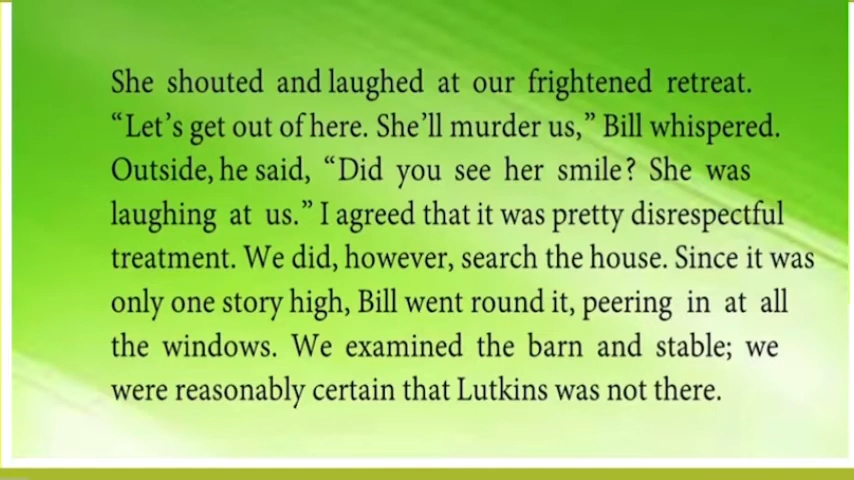 She shouted and laughed at our frightened retreat.
“Let’s get out of here. She’ll murder us,” Bill whispered.
Outside, he said, “Did you see her smile? She was
laughing at us.” I agreed that it was pretty disrespectful
treatment. We did, however, search the house. Since it was
only one story high, Bill went round it, peering in at all
the windows. We examined the barn and stable; we
were reasonably certain that Lutkins was not there.